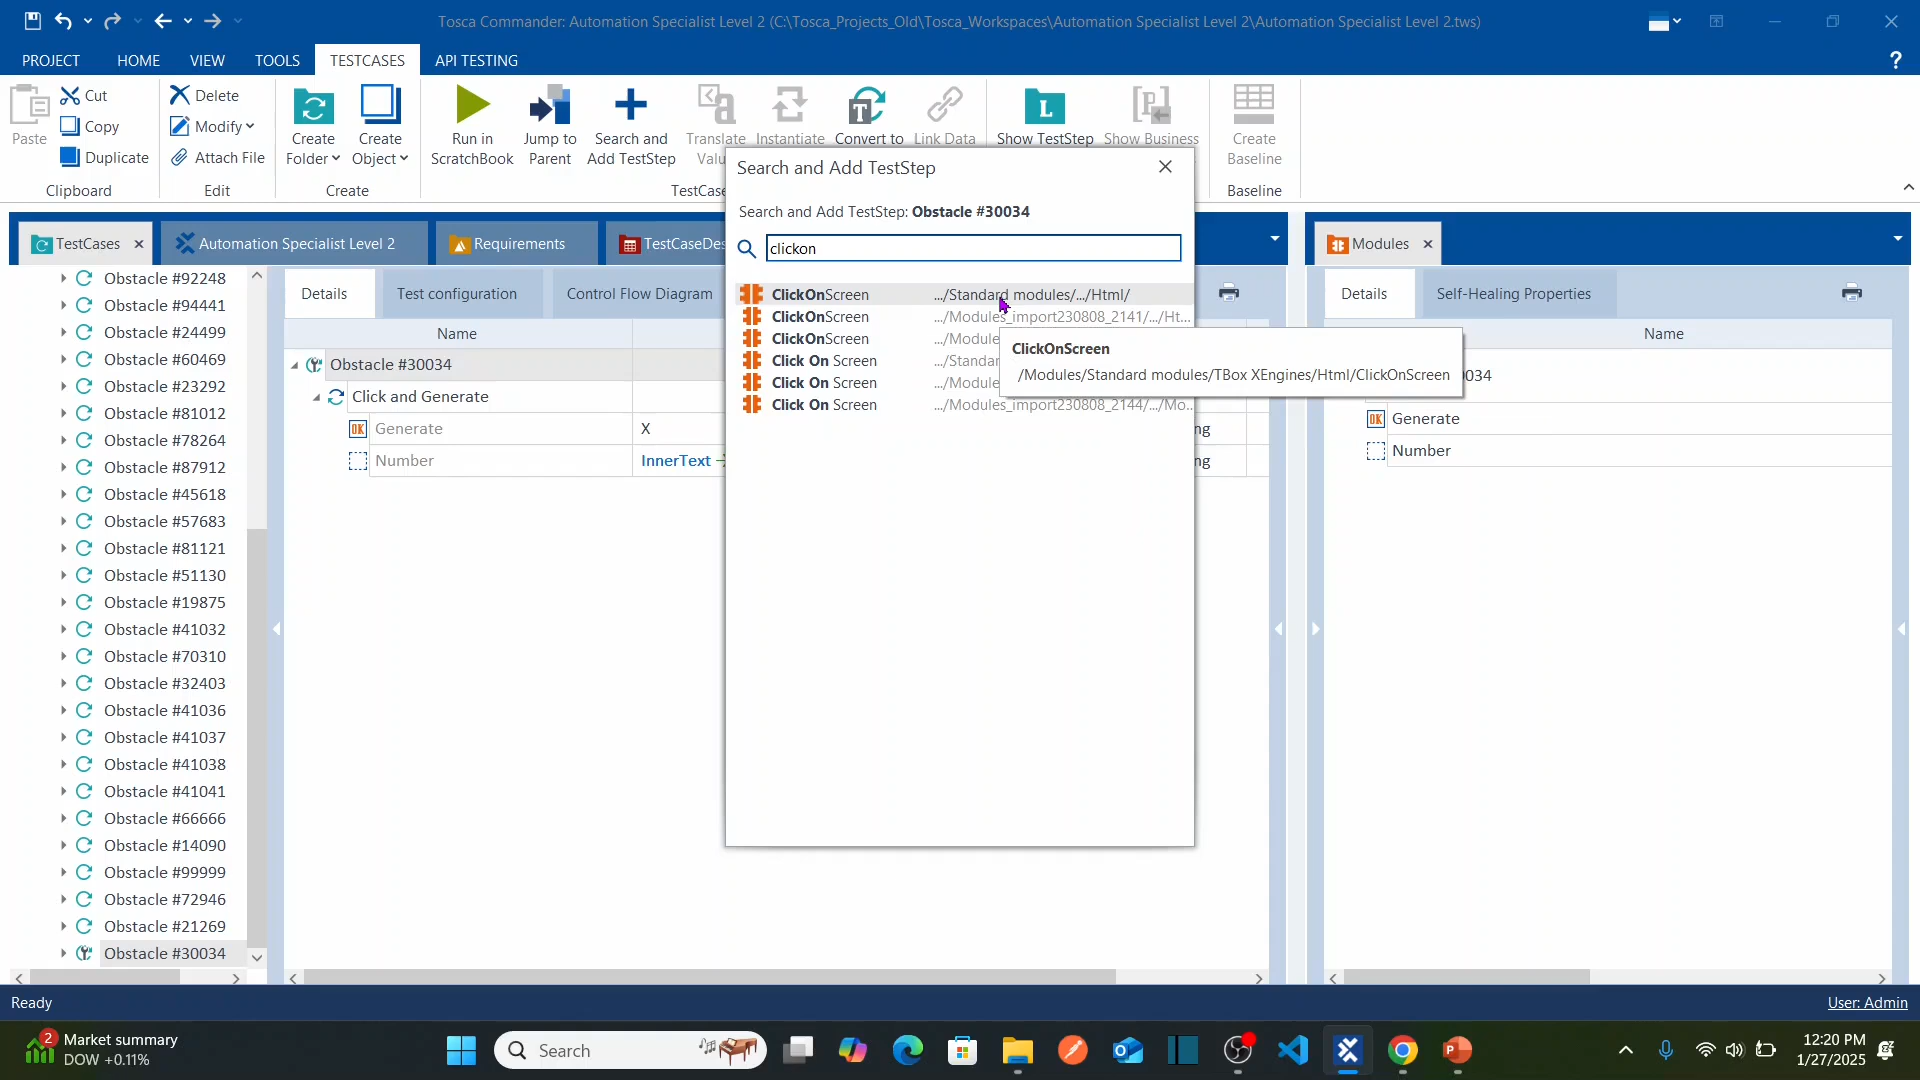 Tosca Commander: Automation Specialist Level 2 (C:\Tosca_Projects_Old\Tosca_Workspaces\Automation Specialist Level 2\Automation Specialist Level 2.tws)
PROJECT HOME VIEW TOOLS TESTCASES API TESTING ?
Paste
Cut
Copy
Duplicate
Clipboard
Delete
Modify
Attach File
Edit
Create Folder
Create Object
Create
Run in ScratchBook
Jump to Parent
Search and Add TestStep
Translate
Instantiate
Convert to
Link Data
Show TestStep
Show Business
Create Baseline
Baseline
TestCases
Automation Specialist Level 2
Requirements
TestCaseDes
Modules
Obstacle #92248
Obstacle #94441
Obstacle #24499
Obstacle #60469
Obstacle #23292
Obstacle #81012
Obstacle #78264
Obstacle #87912
Obstacle #45618
Obstacle #57683
Obstacle #81121
Obstacle #51130
Obstacle #19875
Obstacle #41032
Obstacle #70310
Obstacle #32403
Obstacle #41036
Obstacle #41037
Obstacle #41038
Obstacle #41041
Obstacle #66666
Obstacle #14090
Obstacle #99999
Obstacle #72946
Obstacle #21269
Obstacle #30034
Details Test configuration Control Flow Diagram
Name
Obstacle #30034
Click and Generate
OK Generate X
Number InnerText
Search and Add TestStep
Search and Add TestStep: Obstacle #30034
clickon
ClickOnScreen .../Standard modules/.../Html/
ClickOnScreen .../Modules_import230808_2141/.../Ht...
ClickOnScreen
Click On Screen
Click On Screen
Click On Screen .../Modules_import230808_2144/.../Mo...
ClickOnScreen
/Modules/Standard modules/TBox XEngines/Html/ClickOnScreen
Details Self-Healing Properties
Name
OK Generate
Number
Ready
User: Admin
2
Market summary
DOW +0.11%
Search
12:20 PM
1/27/2025